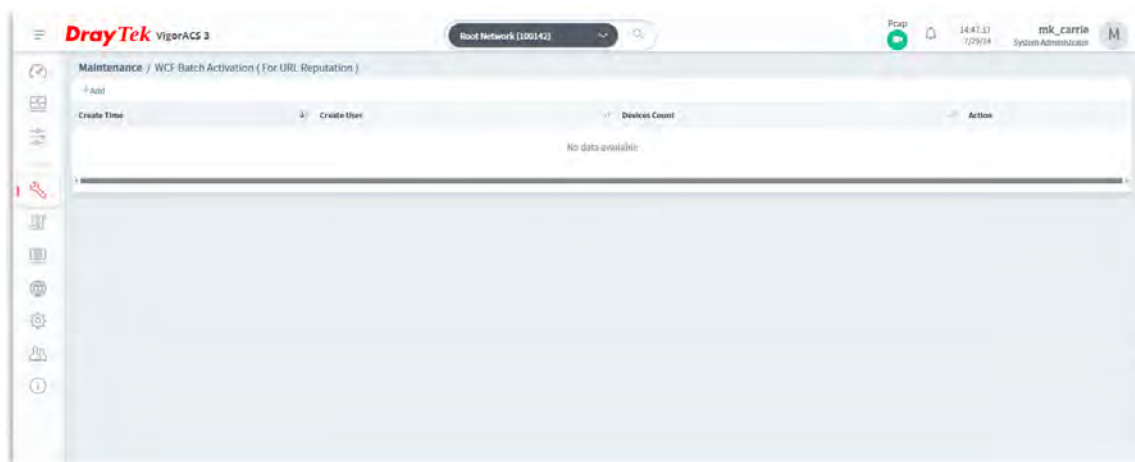 DrayTek VigorACS 3
Root Network (100142)
Pcap
14:47:17
7/29/24
mk_carrie
System Administrator
M
Maintenance / WCF Batch Activation ( For URL Reputation )
+Add
Create Time
Create User
Devices Count
Action
No data available